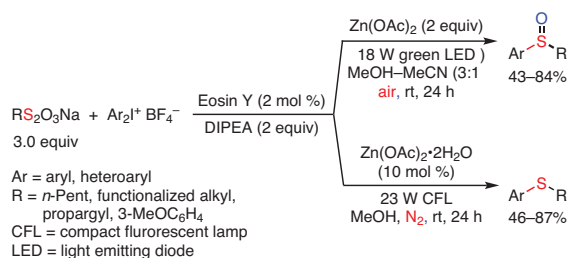 RS₂O₃Na + Ar₂I⁺ BF₄⁻
3.0 equiv
Eosin Y (2 mol %)
DIPEA (2 equiv)
Zn(OAc)₂ (2 equiv)
18 W green LED )
MeOH–MeCN (3:1
air, rt, 24 h
O
Ar S R
43–84%
Zn(OAc)₂•2H₂O
(10 mol %)
23 W CFL
MeOH, N₂, rt, 24 h
Ar S R
46–87%
Ar = aryl, heteroaryl
R = n-Pent, functionalized alkyl,
propargyl, 3-MeOC₆H₄
CFL = compact flurorescent lamp
LED = light emitting diode